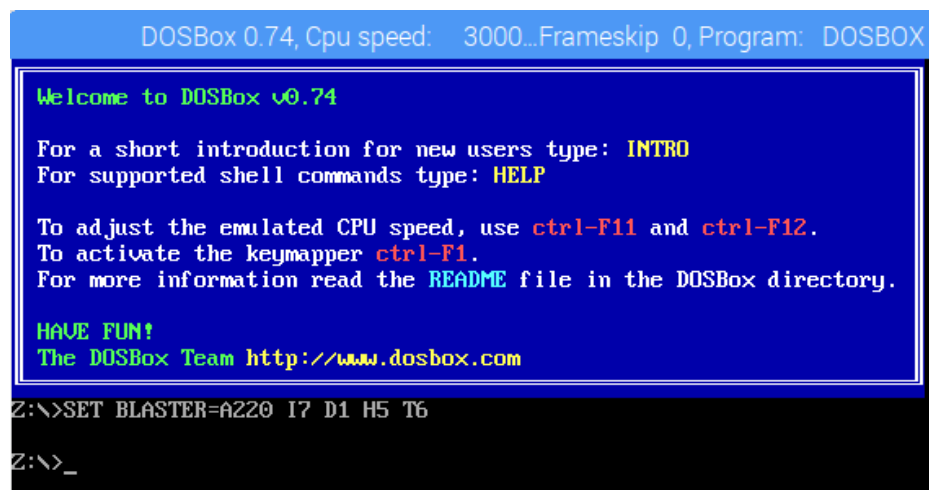 DOSBox 0.74, Cpu speed: 3000...Frameskip 0, Program: DOSBOX
Welcome to DOSBox v0.74
For a short introduction for new users type: INTRO
For supported shell commands type: HELP
To adjust the emulated CPU speed, use ctrl-F11 and ctrl-F12.
To activate the keymapper ctrl-F1.
For more information read the README file in the DOSBox directory.
HAVE FUN!
The DOSBox Team http://www.dosbox.com
Z:\>SET BLASTER=A220 I7 D1 H5 T6
Z:\>_